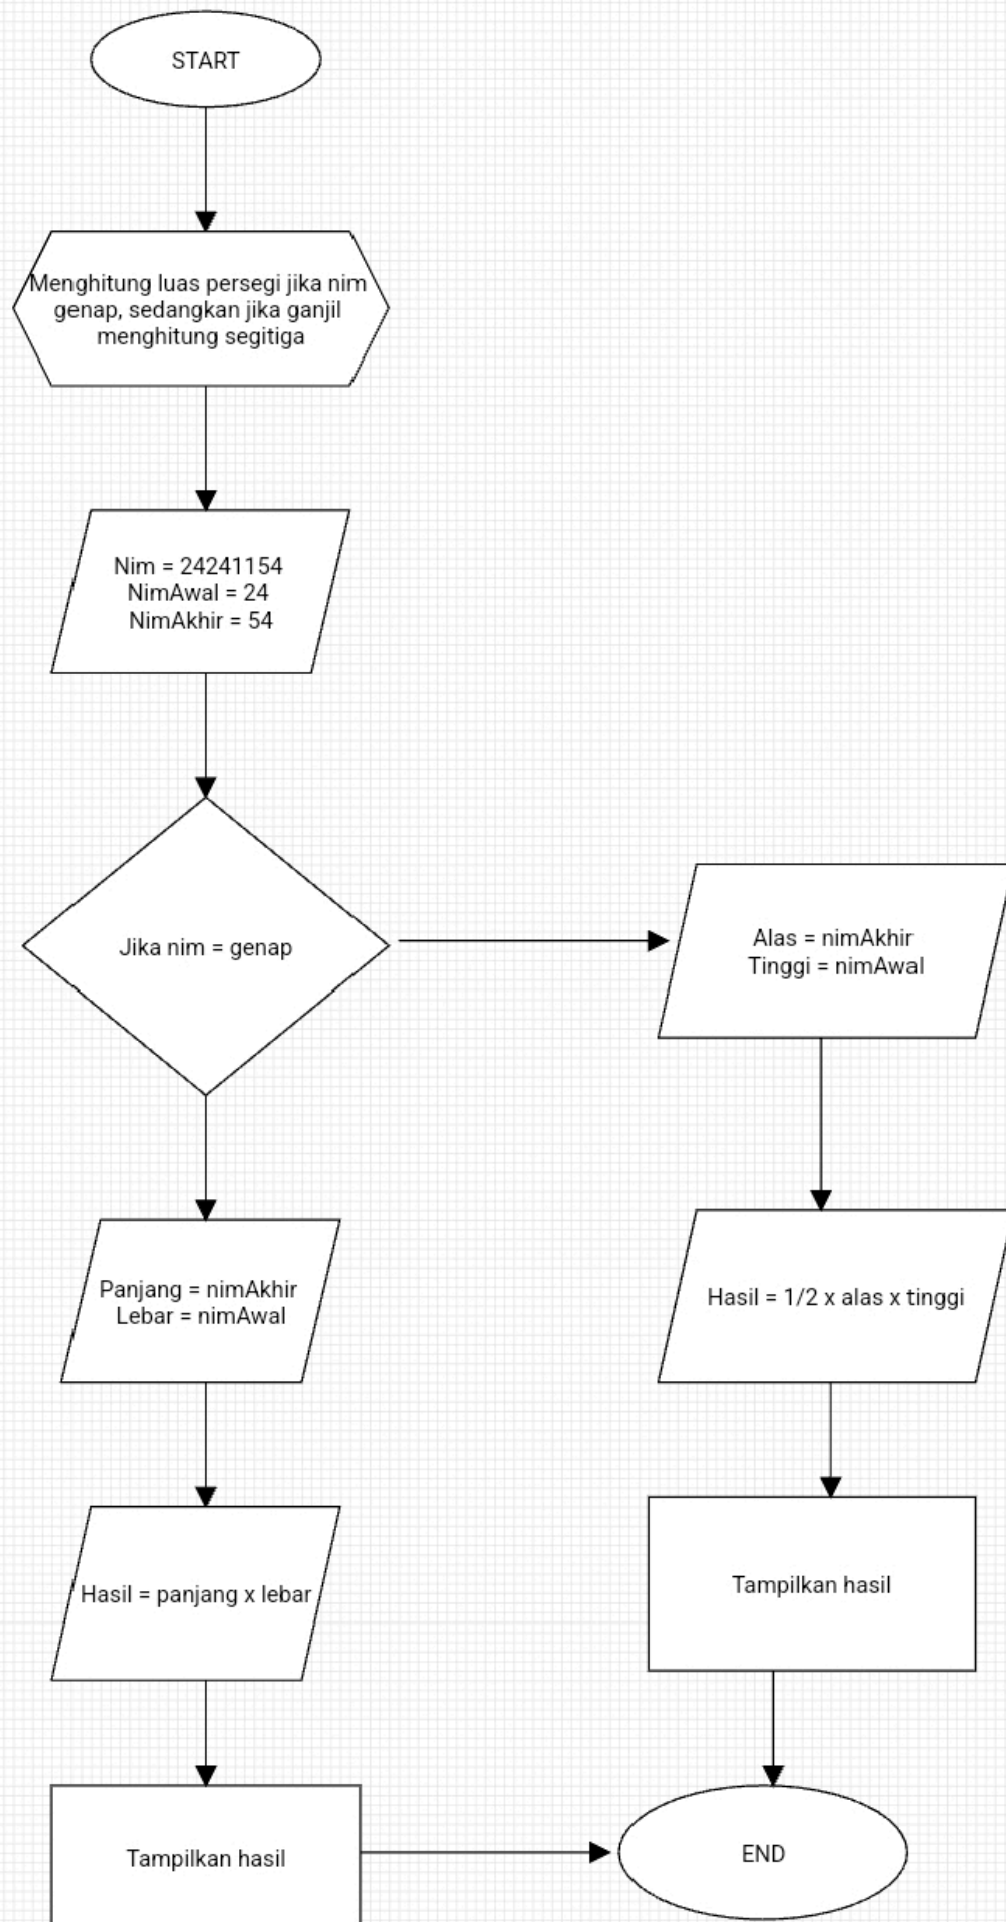 START
Menghitung luas persegi jika nim
genap, sedangkan jika ganjil
menghitung segitiga
Nim = 24241154
NimAwal = 24
NimAkhir = 54
Jika nim = genap
Alas = nimAkhir
Tinggi = nimAwal
Panjang = nimAkhir
Lebar = nimAwal
Hasil = 1/2 x alas x tinggi
Hasil = panjang x lebar
Tampilkan hasil
Tampilkan hasil
END